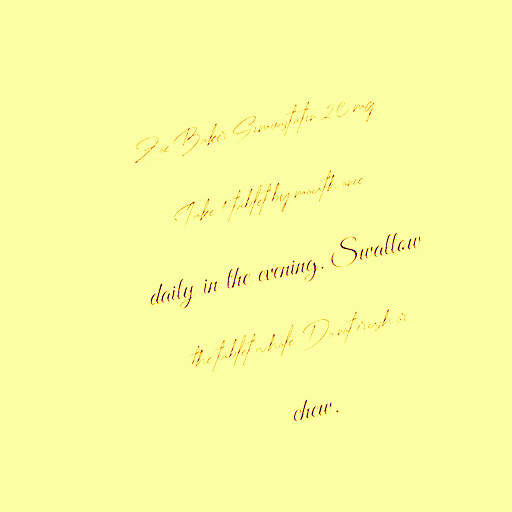 Zoe Baker Simvastatin 20 mg
Take 1 tablet by mouth once
daily in the evening. Swallow
the tablet whole. Do not crush or
chew.